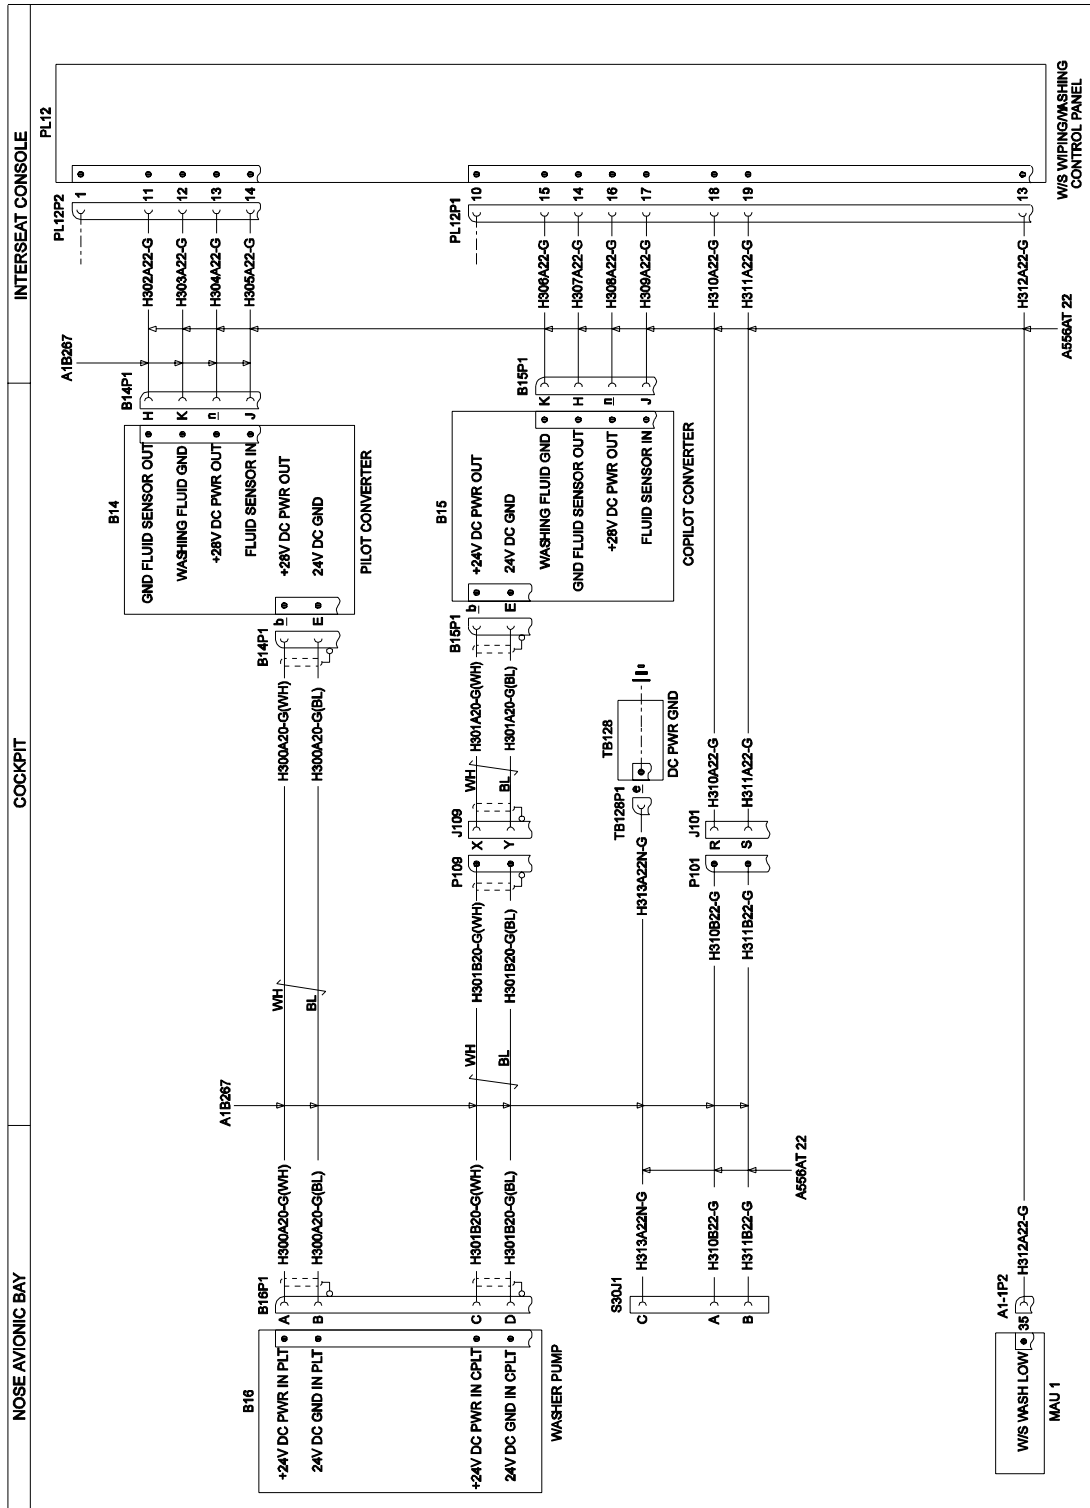 NOSE AVIONIC BAY
COCKPIT
INTERSEAT CONSOLE
PL12
PL12P2
1
11
12
13
14
H302A22-G
H303A22-G
H304A22-G
H305A22-G
A1B267
B14P1
H
K
n
J
B14
GND FLUID SENSOR OUT
WASHING FLUID GND
+28V DC PWR OUT
FLUID SENSOR IN
+28V DC PWR OUT
24V DC GND
PILOT CONVERTER
b
E
B14P1
H300A20-G(WH)
H300A20-G(BL)
WH
BL
A1B267
H300A20-G(WH)
H300A20-G(BL)
B16P1
A
B
B16
+24V DC PWR IN PLT
24V DC GND IN PLT
+24V DC PWR IN CPLT
24V DC GND IN CPLT
WASHER PUMP
C
D
H301B20-G(WH)
H301B20-G(BL)
WH
BL
H301B20-G(WH)
H301B20-G(BL)
P109
J109
X
Y
WH
BL
H301A20-G(WH)
H301A20-G(BL)
B15P1
b
E
B15
+24V DC PWR OUT
24V DC GND
WASHING FLUID GND
GND FLUID SENSOR OUT
+28V DC PWR OUT
FLUID SENSOR IN
COPILOT CONVERTER
B15P1
K
H
n
J
H306A22-G
H307A22-G
H308A22-G
H309A22-G
H310A22-G
H311A22-G
PL12P1
10
15
14
16
17
18
19
13
H312A22-G
W/S WIPING/WASHING
CONTROL PANEL
A556AT 22
TB128
DC PWR GND
TB128P1
e
H313A22N-G
J101
P101
R
S
H310A22-G
H311A22-G
H310B22-G
H311B22-G
A556AT 22
S30J1
C
A
B
H313A22N-G
H310B22-G
H311B22-G
A1-1P2
35
H312A22-G
W/S WASH LOW
MAU 1